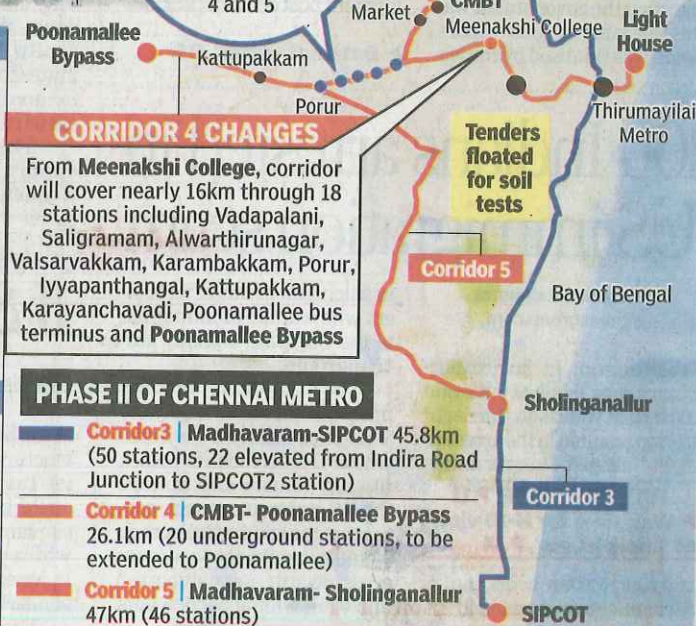 4 and 5
Market
CMBT
Meenakshi College
Light
House
Poonamallee
Bypass
Kattupakkam
Porur
Thirumayilai
Metro
CORRIDOR 4 CHANGES
From Meenakshi College, corridor
will cover nearly 16km through 18
stations including Vadapalani,
Saligramam, Alwarthirunagar,
Valsarvakkam, Karambakkam, Porur,
Iyyapanthangal, Kattupakkam,
Karayanchavadi, Poonamallee bus
terminus and Poonamallee Bypass
Tenders
floated
for soil
tests
Corridor 5
Bay of Bengal
Sholinganallur
Corridor 3
SIPCOT
PHASE II OF CHENNAI METRO
Corridor3 | Madhavaram-SIPCOT 45.8km
(50 stations, 22 elevated from Indira Road
Junction to SIPCOT2 station)
Corridor 4 | CMBT- Poonamallee Bypass
26.1km (20 underground stations, to be
extended to Poonamallee)
Corridor 5 | Madhavaram- Sholinganallur
47km (46 stations)